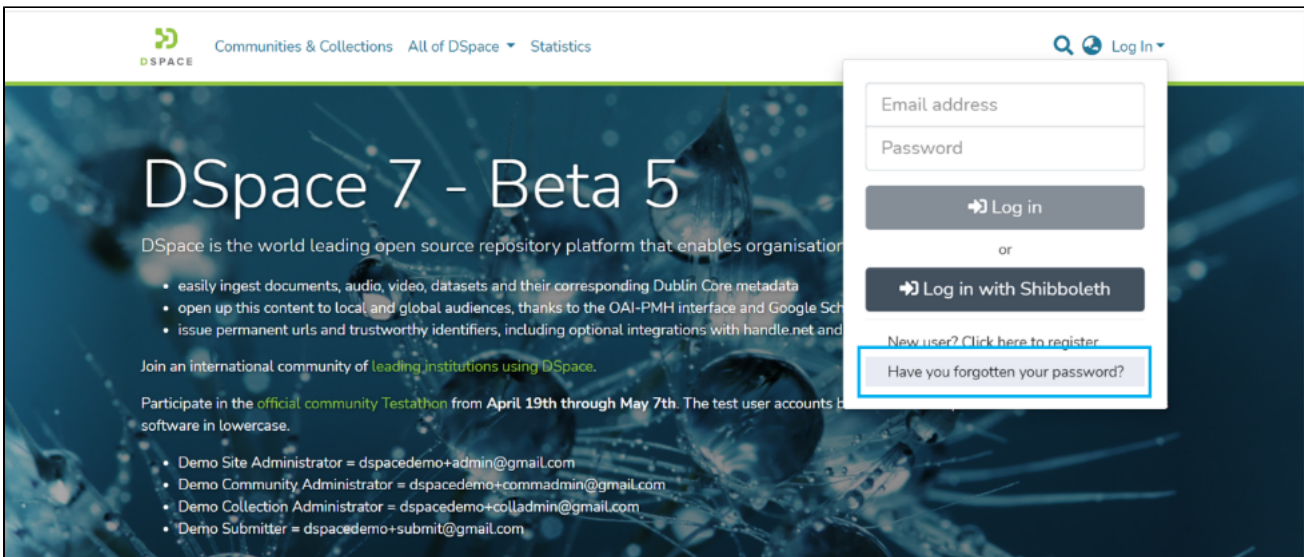 DSPACE
Communities & Collections All of DSpace Statistics
Log In
Email address
Password
Log in
or
Log in with Shibboleth
New user? Click here to register
Have you forgotten your password?
DSpace 7 - Beta 5
DSpace is the world leading open source repository platform that enables organisation
• easily ingest documents, audio, video, datasets and their corresponding Dublin Core metadata
• open up this content to local and global audiences, thanks to the OAI-PMH interface and Google Sch
• issue permanent urls and trustworthy identifiers, including optional integrations with handle.net and
Join an international community of leading institutions using DSpace.
Participate in the official community Testathon from April 19th through May 7th. The test user accounts b
software in lowercase.
• Demo Site Administrator = dspacedemo+admin@gmail.com
• Demo Community Administrator = dspacedemo+commadmin@gmail.com
• Demo Collection Administrator = dspacedemo+colladmin@gmail.com
• Demo Submitter = dspacedemo+submit@gmail.com